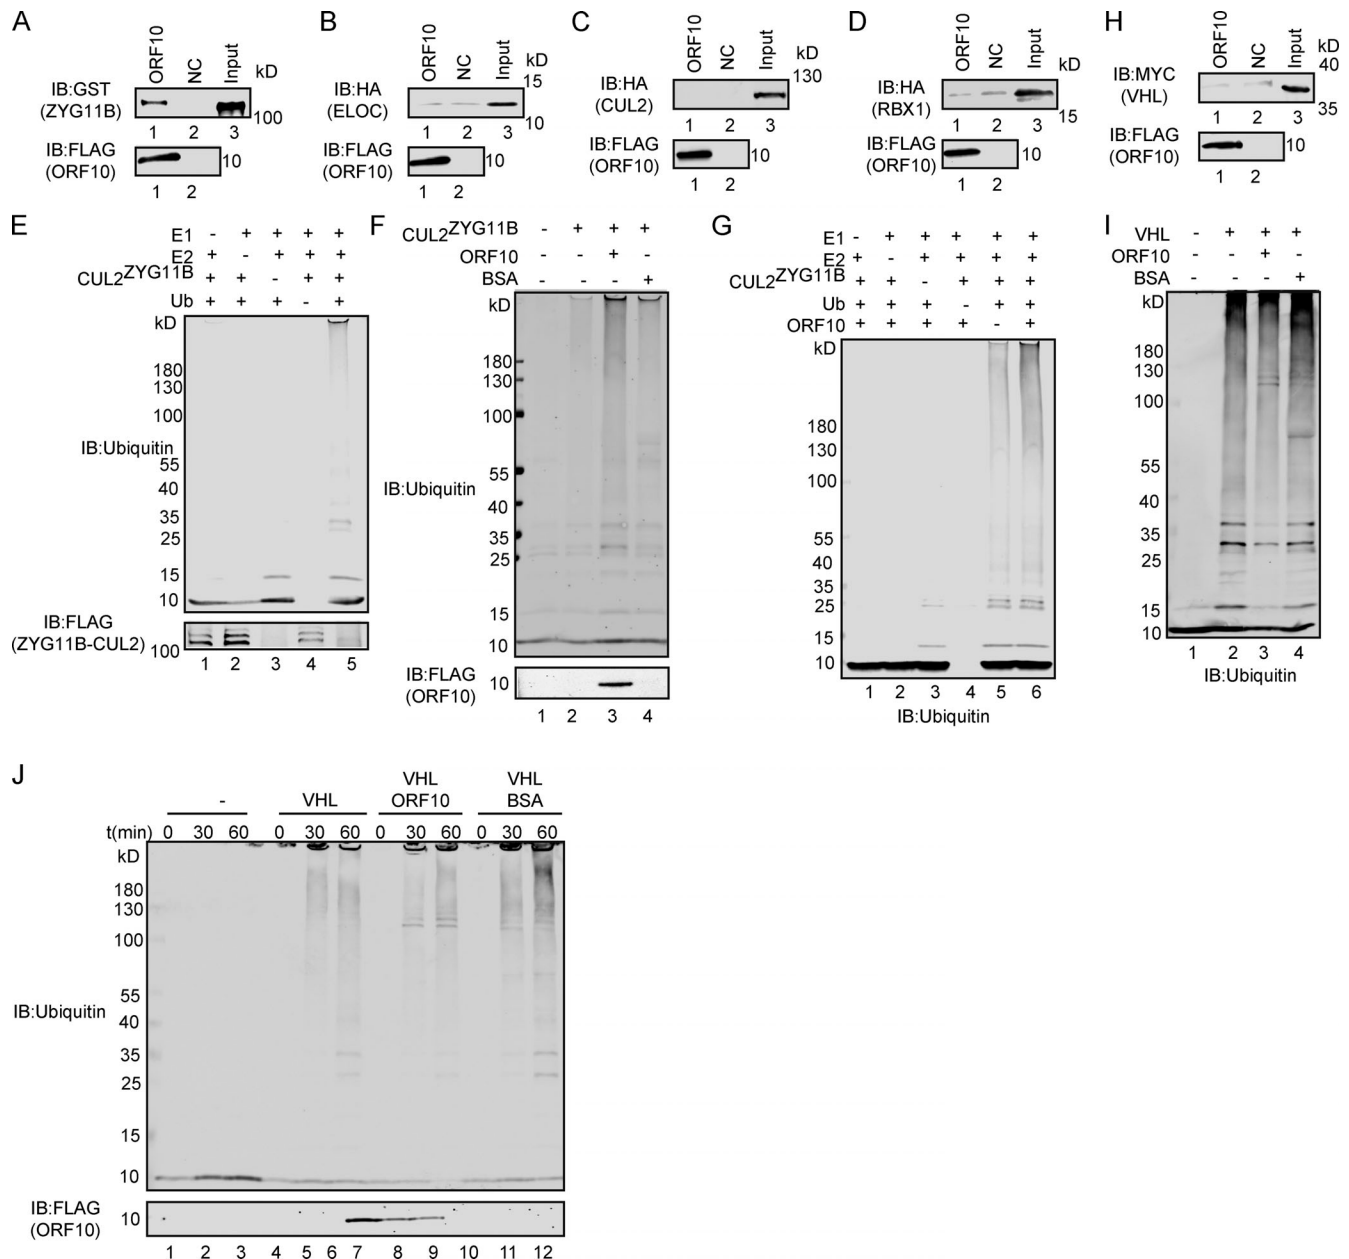 A
ORF10 NC Input
kD
IB:GST
(ZYG11B)
100
1 2 3
IB:FLAG
(ORF10)
10
1 2
B
ORF10 NC Input
kD
15
IB:HA
(ELOC)
10
1 2 3
IB:FLAG
(ORF10)
10
1 2
C
ORF10 NC Input
kD
130
IB:HA
(CUL2)
1 2 3
IB:FLAG
(ORF10)
10
1 2
D
ORF10 NC Input
kD
IB:HA
(RBX1)
15
1 2 3
IB:FLAG
(ORF10)
10
1 2
H
ORF10 NC Input
kD
40
IB:MYC
(VHL)
35
1 2 3
IB:FLAG
(ORF10)
10
1 2
E
E1 - + + + +
E2 + - + + +
CUL2ZYG11B + + - + +
Ub + + + - +
kD
180
130
100
IB:Ubiquitin
55
40
35
25
15
10
IB:FLAG
(ZYG11B-CUL2)
100
1 2 3 4 5
F
CUL2ZYG11B - + + +
ORF10 - - + -
BSA - - - +
kD
180
130
100
55
IB:Ubiquitin
40
35
25
15
10
IB:FLAG
(ORF10)
10
1 2 3 4
G
E1 - + + + + +
E2 + - + + + +
CUL2ZYG11B + + - + + +
Ub + + + - + +
ORF10 + + + + - +
kD
180
130
100
55
40
35
25
15
10
1 2 3 4 5 6
IB:Ubiquitin
I
VHL - + + +
ORF10 - - + -
BSA - - - +
kD
180
130
100
55
40
35
25
15
10
1 2 3 4
IB:Ubiquitin
J
- VHL VHL ORF10 VHL BSA
t(min) 0 30 60 0 30 60 0 30 60 0 30 60
kD
180
130
100
55
IB:Ubiquitin
40
35
25
15
10
IB:FLAG
(ORF10)
10
1 2 3 4 5 6 7 8 9 10 11 12